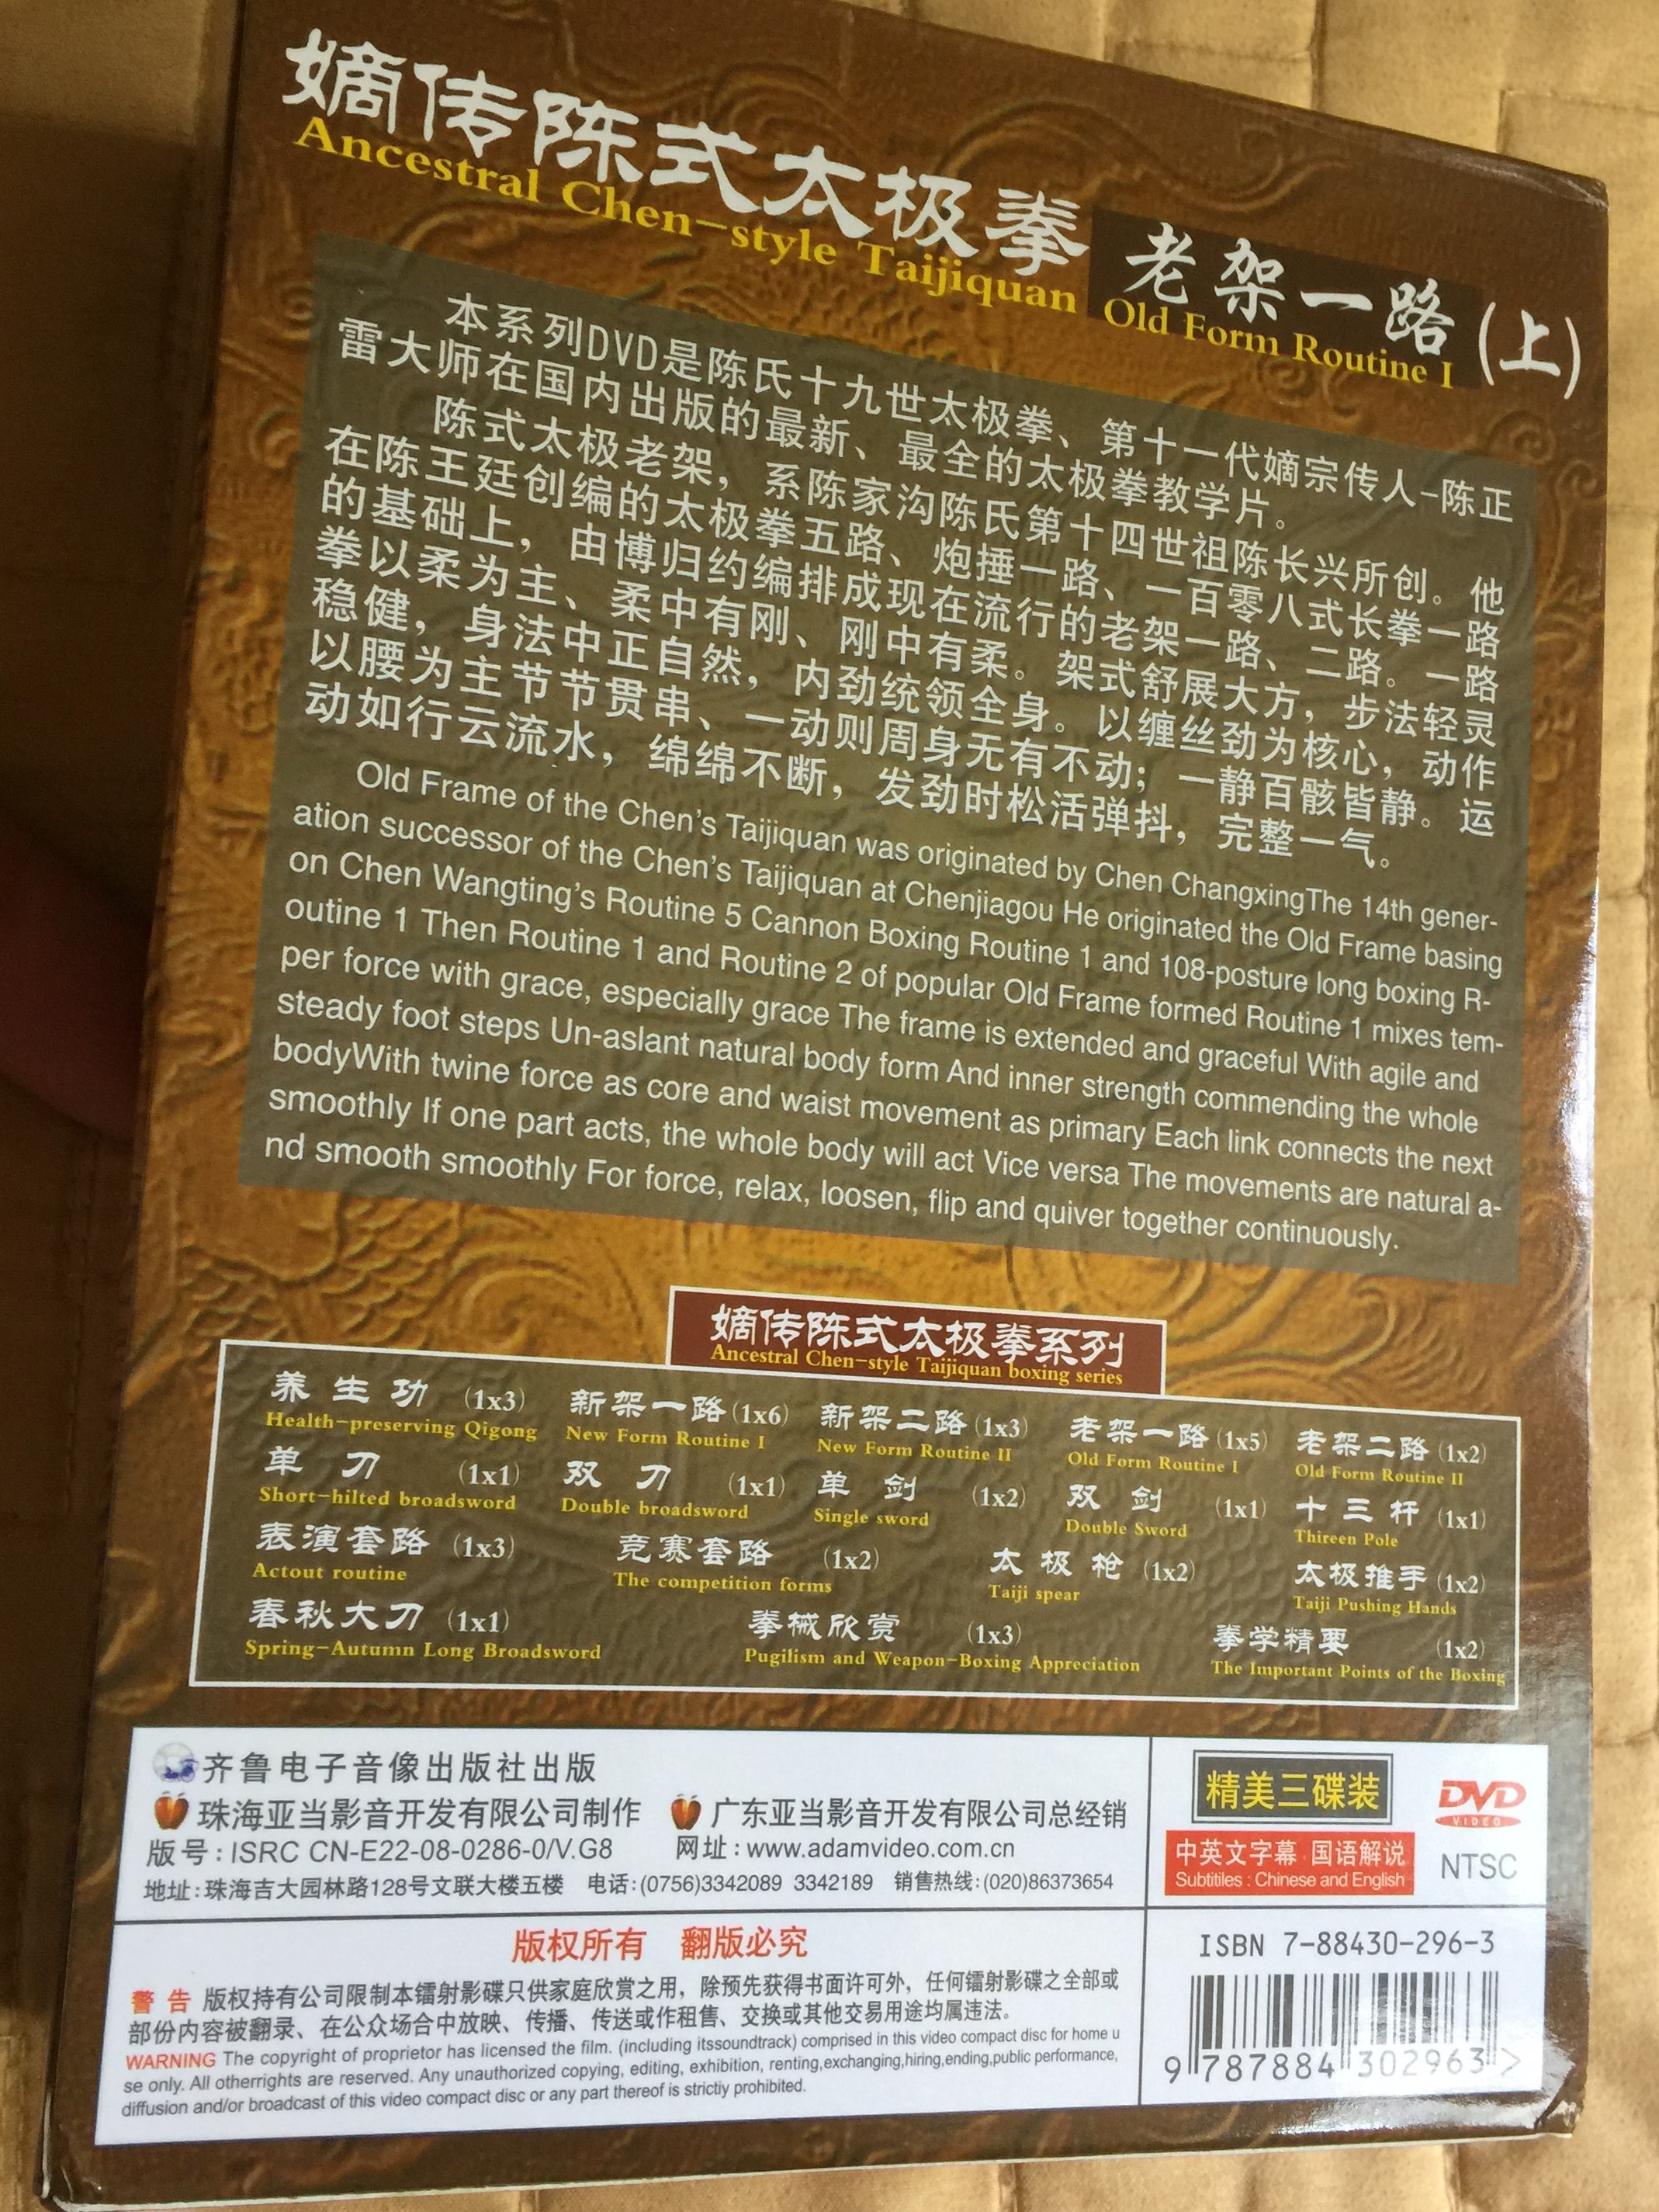 嫡传陈式太极拳 老架一路(上)
Ancestral Chen-style Taijiquan Old Form Routine I
本系列DVD是陈氏十九世太极拳、第十一代嫡宗传人-陈正
雷大师在国内出版的最新、最全的太极拳教学片。
陈式太极老架，系陈家沟陈氏第十四世祖陈长兴所创。他
在陈王廷创编的太极拳五路、炮捶一路、一百零八式长拳一路
的基础上，由博归约编排成现在流行的老架一路、二路。一路
拳以柔为主、柔中有刚、刚中有柔。架式舒展大方，步法轻灵
稳健，身法中正自然，内劲统领全身。以缠丝劲为核心，动作
以腰为主节节贯串、一动则周身无有不动；一静百骸皆静。运
动如行云流水，绵绵不断，发劲时松活弹抖，完整一气。
Old Frame of the Chen's Taijiquan was originated by Chen ChangxingThe 14th gener-
ation successor of the Chen's Taijiquan at Chenjiagou He originated the Old Frame basing
on Chen Wangting's Routine 5 Cannon Boxing Routine 1 and 108-posture long boxing R-
outine 1 Then Routine 1 and Routine 2 of popular Old Frame formed Routine 1 mixes tem-
per force with grace, especially grace The frame is extended and graceful With agile and
steady foot steps Un-aslant natural body form And inner strength commending the whole
bodyWith twine force as core and waist movement as primary Each link connects the next
smoothly If one part acts, the whole body will act Vice versa The movements are natural a-
nd smooth smoothly For force, relax, loosen, flip and quiver together continuously.
嫡传陈式太极拳系列
Ancestral Chen-style Taijiquan boxing series
养生功 (1x3) 新架一路(1x6) 新架二路(1x3) 老架一路(1x5) 老架二路(1x2)
Health-preserving Qigong New Form Routine I New Form Routine II Old Form Routine I Old Form Routine II
单刀 (1x1) 双刀 (1x1) 单剑 (1x2) 双剑 (1x1) 十三杆 (1x1)
Short-hilted broadsword Double broadsword Single sword Double Sword Thireen Pole
表演套路 (1x3) 竞赛套路 (1x2) 太极枪 (1x2) 太极推手 (1x2)
Actout routine The competition forms Taiji spear Taiji Pushing Hands
春秋大刀 (1x1) 拳械欣赏 (1x3) 拳学精要 (1x2)
Spring-Autumn Long Broadsword Pugilism and Weapon-Boxing Appreciation The Important Points of the Boxing
齐鲁电子音像出版社出版
珠海亚当影音开发有限公司制作 广东亚当影音开发有限公司总经销
版号:ISRC CN-E22-08-0286-0/V.G8 网址:www.adamvideo.com.cn
地址:珠海吉大园林路128号文联大楼五楼 电话:(0756)3342089 3342189 销售热线:(020)86373654
精美三碟装
DVD
VIDEO
中英文字幕 国语解说
Subtitiles : Chinese and English
NTSC
版权所有 翻版必究
警告 版权持有公司限制本镭射影碟只供家庭欣赏之用，除预先获得书面许可外，任何镭射影碟之全部或
部份内容被翻录、在公众场合中放映、传播、传送或作租售、交换或其他交易用途均属违法。
WARNING The copyright of proprietor has licensed the film. (including itssoundtrack) comprised in this video compact disc for home u
se only. All otherrights are reserved. Any unauthorized copying, editing, exhibition, renting,exchanging,hiring,ending,public performance,
diffusion and/or broadcast of this video compact disc or any part thereof is strictiy prohibited.
ISBN 7-88430-296-3
9 787884 302963 >